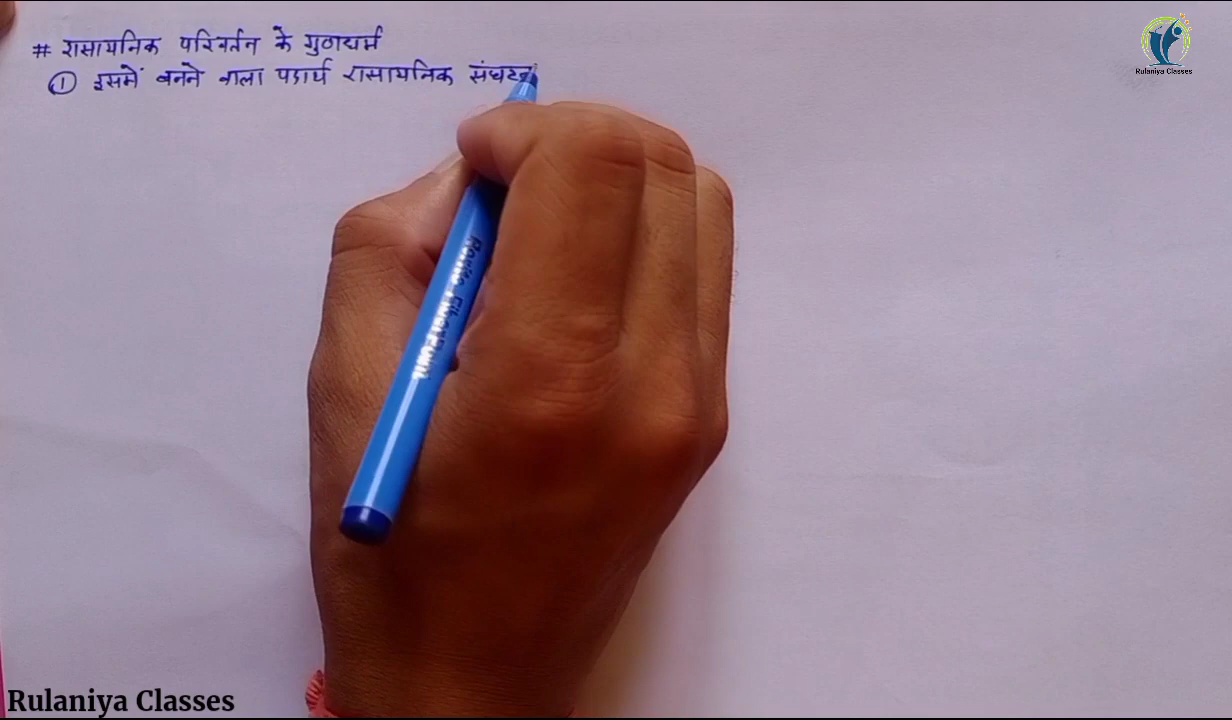 # रासायनिक परिवर्तन के गुणधर्म
① इसमें बनने वाला पदार्थ रासायनिक संघटन
Rulaniya Classes
Rulaniya Classes